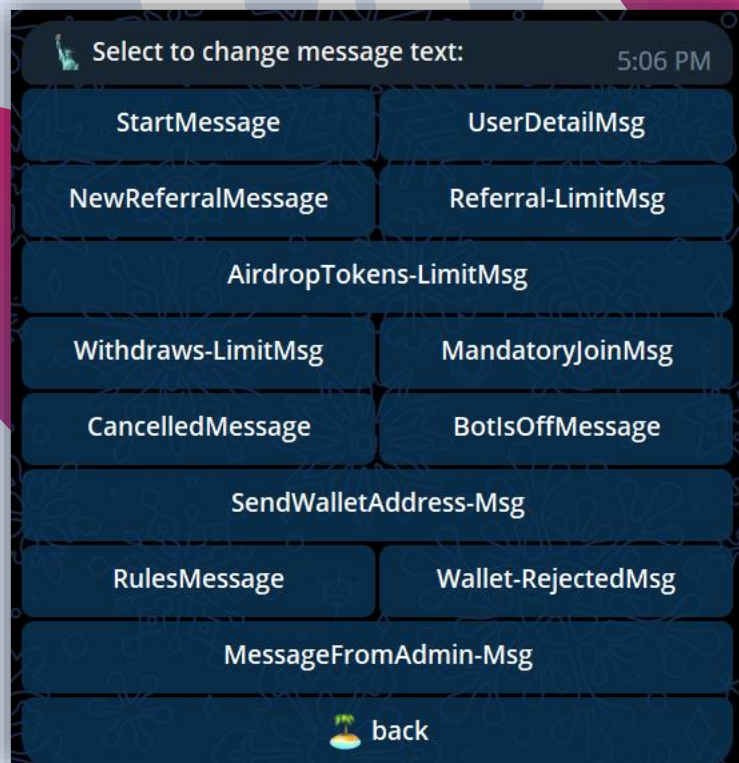 🗽 Select to change message text:
5:06 PM
StartMessage
UserDetailMsg
NewReferralMessage
Referral-LimitMsg
AirdropTokens-LimitMsg
Withdraws-LimitMsg
MandatoryJoinMsg
CancelledMessage
BotIsOffMessage
SendWalletAddress-Msg
RulesMessage
Wallet-RejectedMsg
MessageFromAdmin-Msg
🏝 back